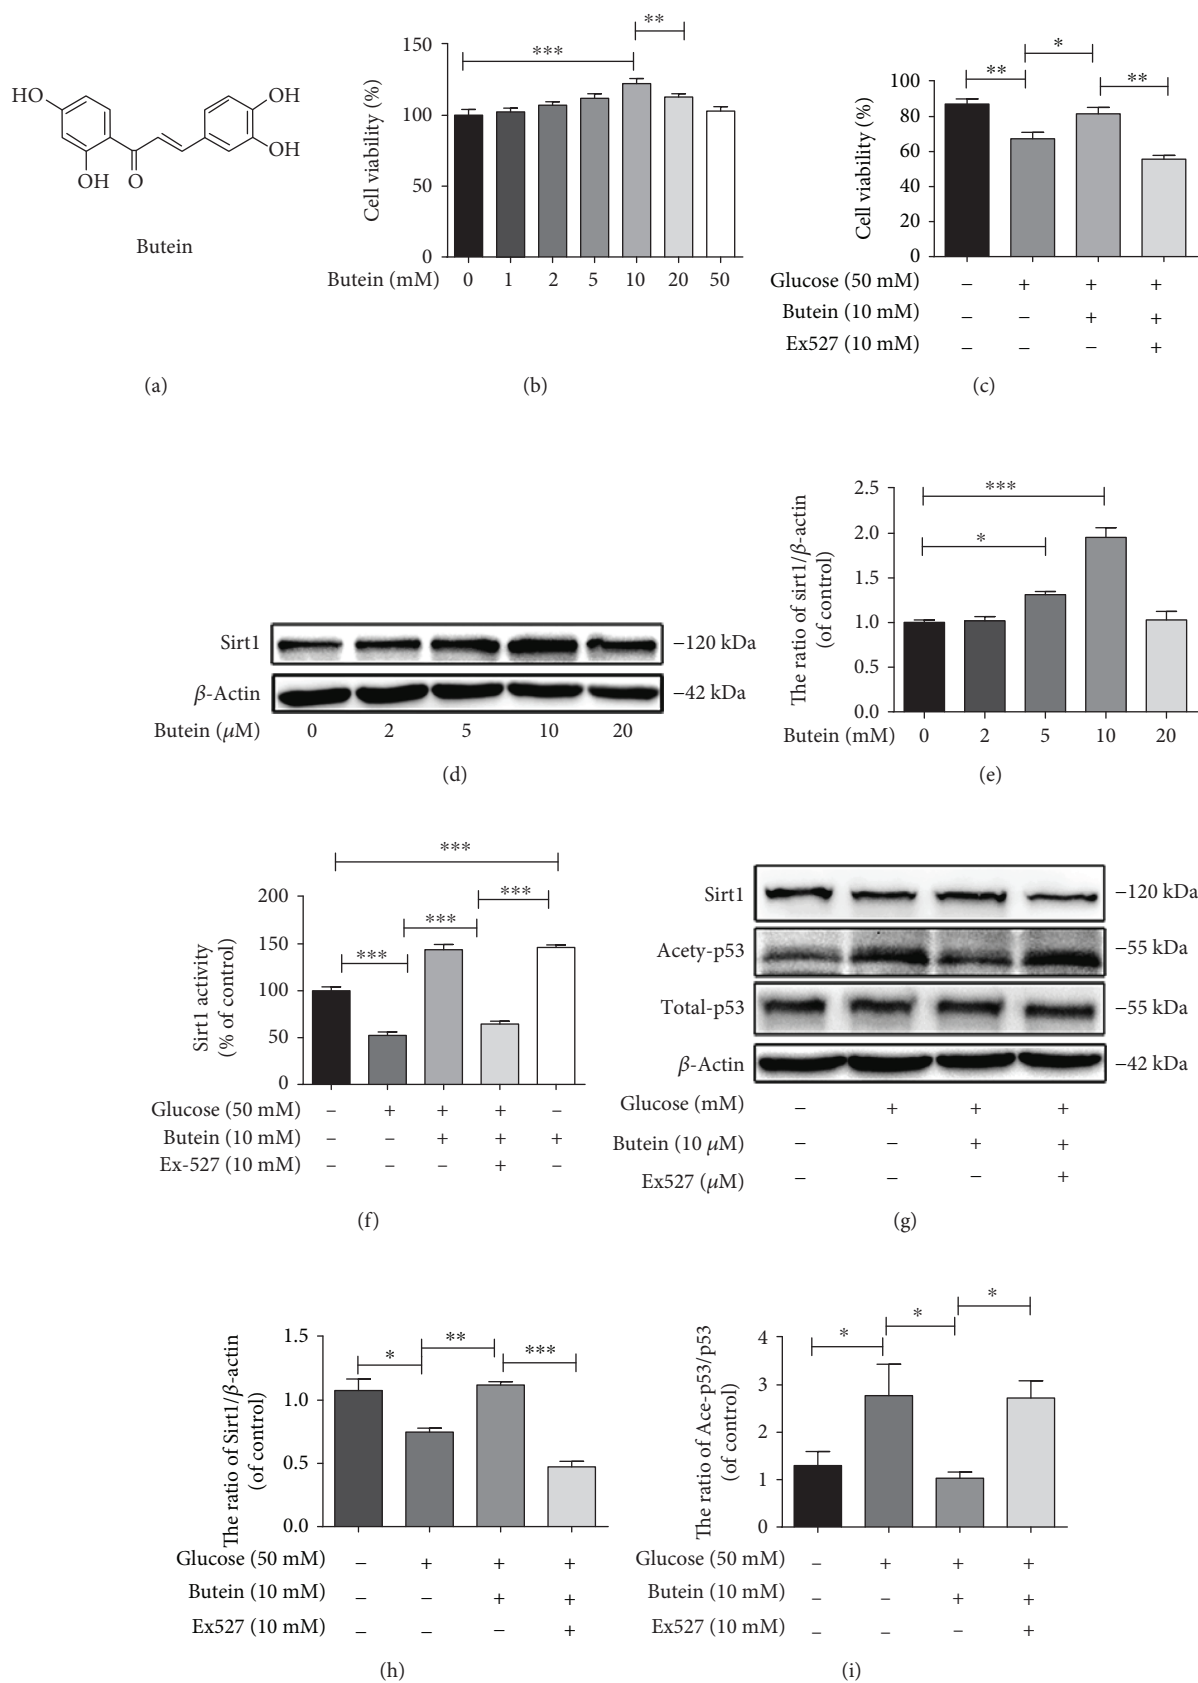 HO
OH
OH
OH
O
Butein
(a)
Cell viability (%)
150
100
50
0
***
**
Butein (mM) 0 1 2 5 10 20 50
(b)
Cell viability (%)
100
80
60
40
20
0
**
*
**
Glucose (50 mM) − + + +
Butein (10 mM) − − + +
Ex527 (10 mM) − − − +
(c)
Sirt1 −120 kDa
β-Actin −42 kDa
Butein (μM) 0 2 5 10 20
(d)
The ratio of sirt1/β-actin
(of control)
2.5
2.0
1.5
1.0
0.5
0.0
***
*
Butein (mM) 0 2 5 10 20
(e)
Sirt1 activity
(% of control)
200
150
100
50
0
***
***
***
***
Glucose (50 mM) − + + + −
Butein (10 mM) − − + + +
Ex-527 (10 mM) − − − + −
(f)
Sirt1 −120 kDa
Acety-p53 −55 kDa
Total-p53 −55 kDa
β-Actin −42 kDa
Glucose (mM) − + + +
Butein (10 μM) − − + +
Ex527 (μM) − − − +
(g)
The ratio of Sirt1/β-actin
(of control)
1.5
1.0
0.5
0.0
*
**
***
Glucose (50 mM) − + + +
Butein (10 mM) − − + +
Ex527 (10 mM) − − − +
(h)
The ratio of Ace-p53/p53
(of control)
4
3
2
1
0
*
*
*
Glucose (50 mM) − + + +
Butein (10 mM) − − + +
Ex527 (10 mM) − − − +
(i)